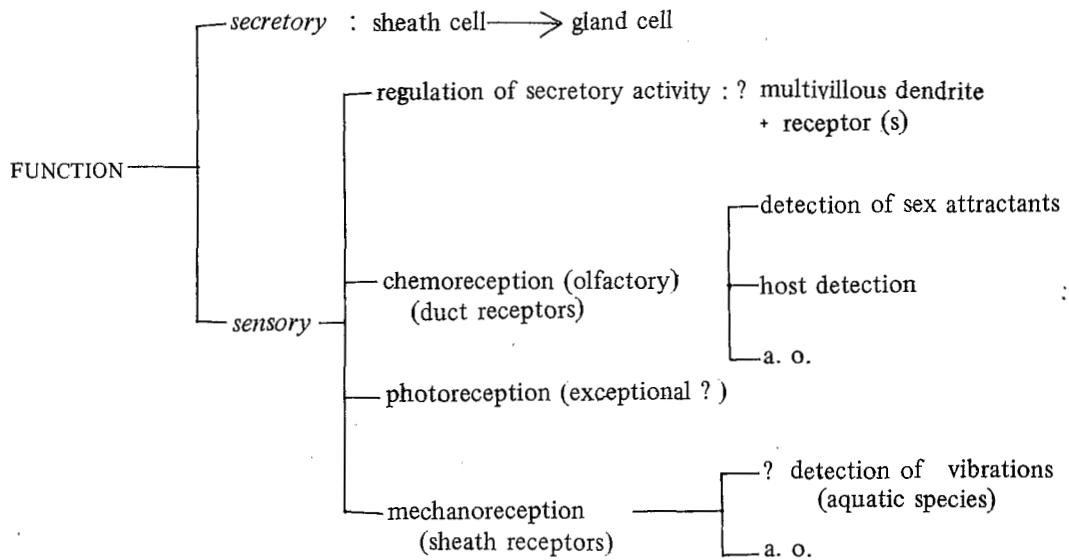 secretory : sheath cell gland cell
regulation of secretory activity : ? multivillous dendrite
+ receptor (s)
FUNCTION
detection of sex attractants
chemoreception (olfactory)
(duct receptors)
host detection
:
sensory
a. o.
photoreception (exceptional ? )
? detection of vibrations
(aquatic species)
mechanoreception
(sheath receptors)
a. o.